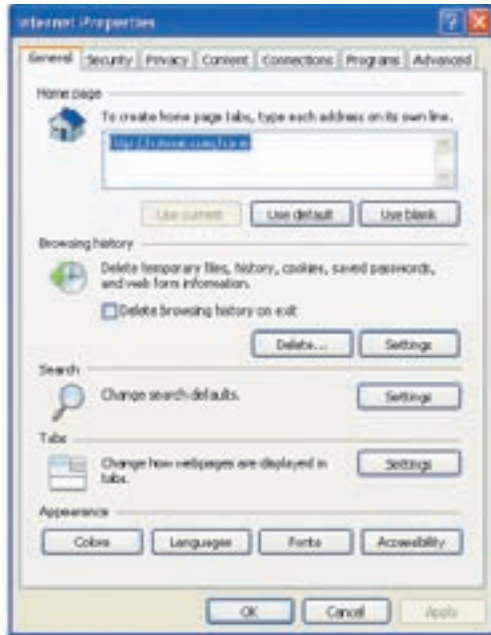 Internet Properties
General Security Privacy Content Connections Programs Advanced
Home page
To create home page tabs, type each address on its own line.
Use current Use default Use blank
Browsing history
Delete temporary files, history, cookies, saved passwords,
and web form information.
Delete browsing history on exit
Delete... Settings
Search
Change search defaults.
Settings
Tabs
Change how webpages are displayed in
tabs.
Settings
Appearance
Colors Languages Fonts Accessibility
OK Cancel Apply